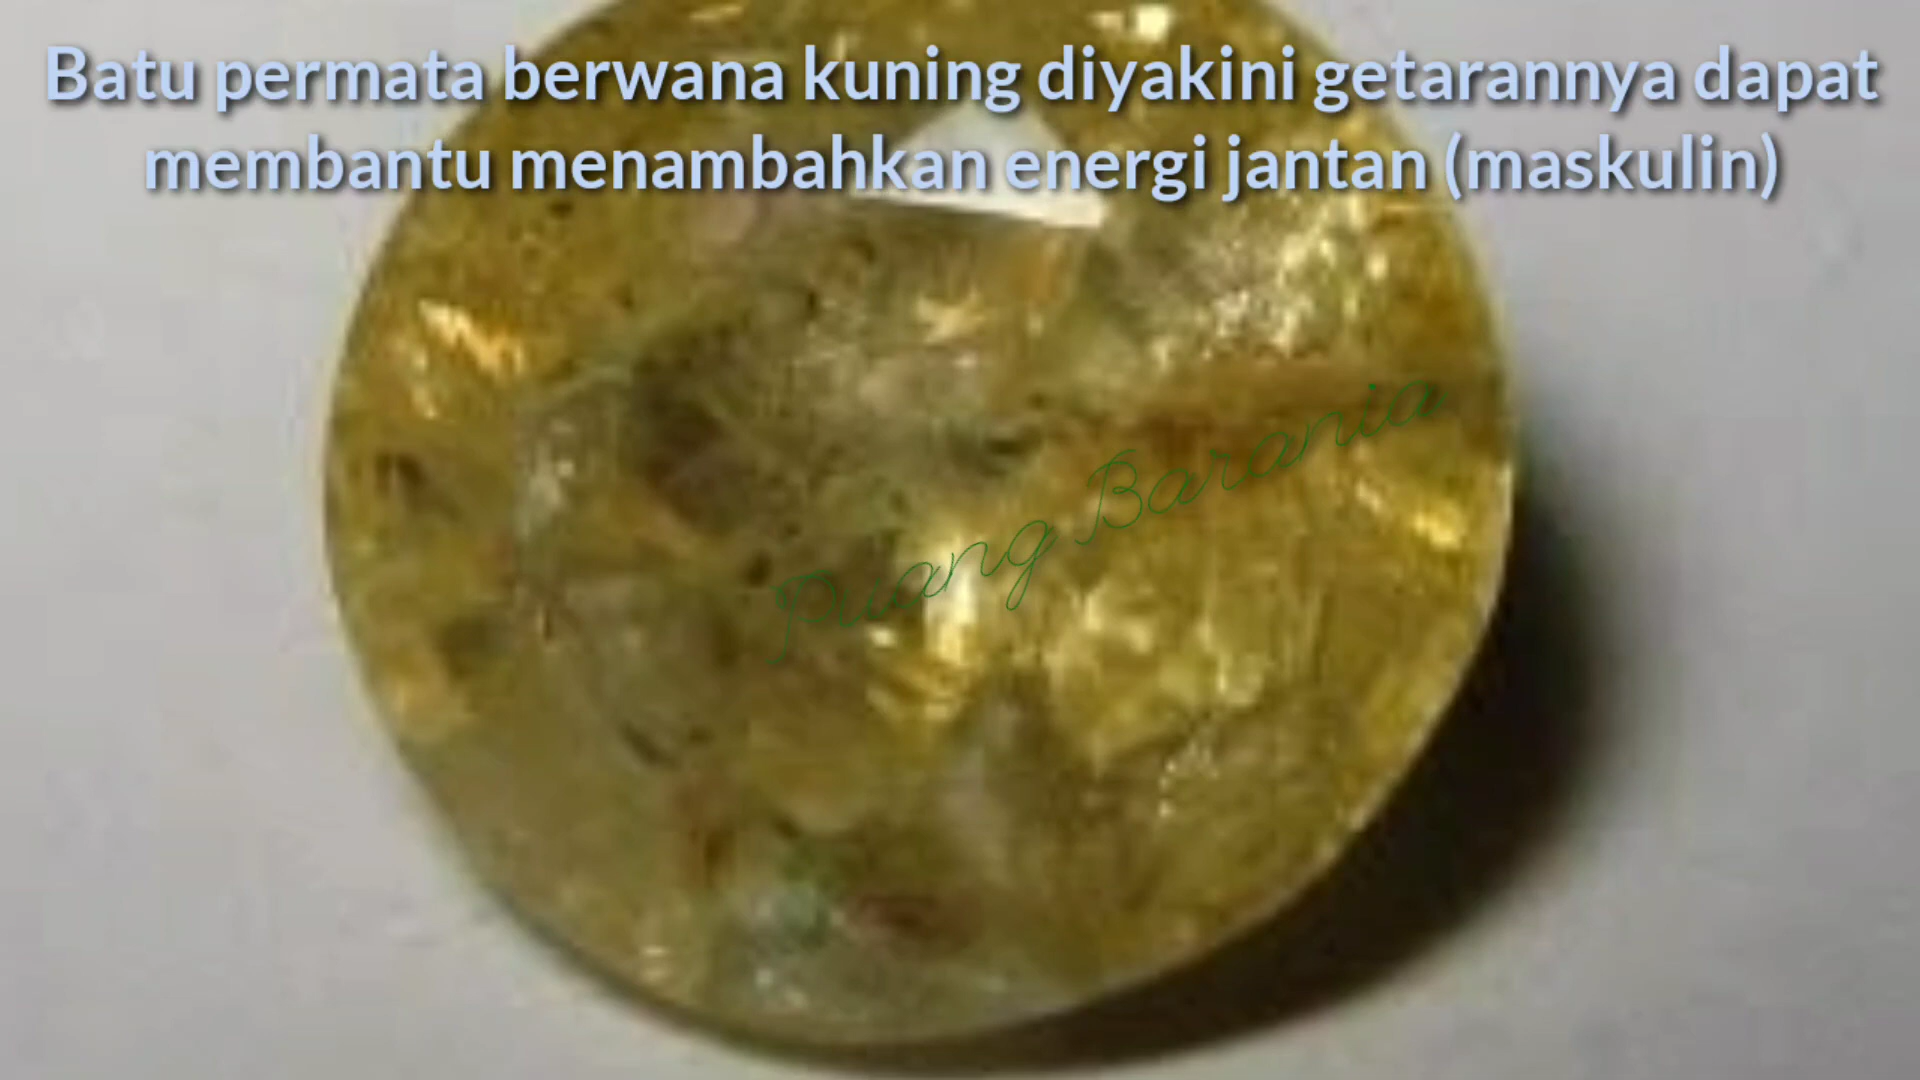 Batu permata berwana kuning diyakini getarannya dapat
membantu menambahkan energi jantan (maskulin)
Puang Barania